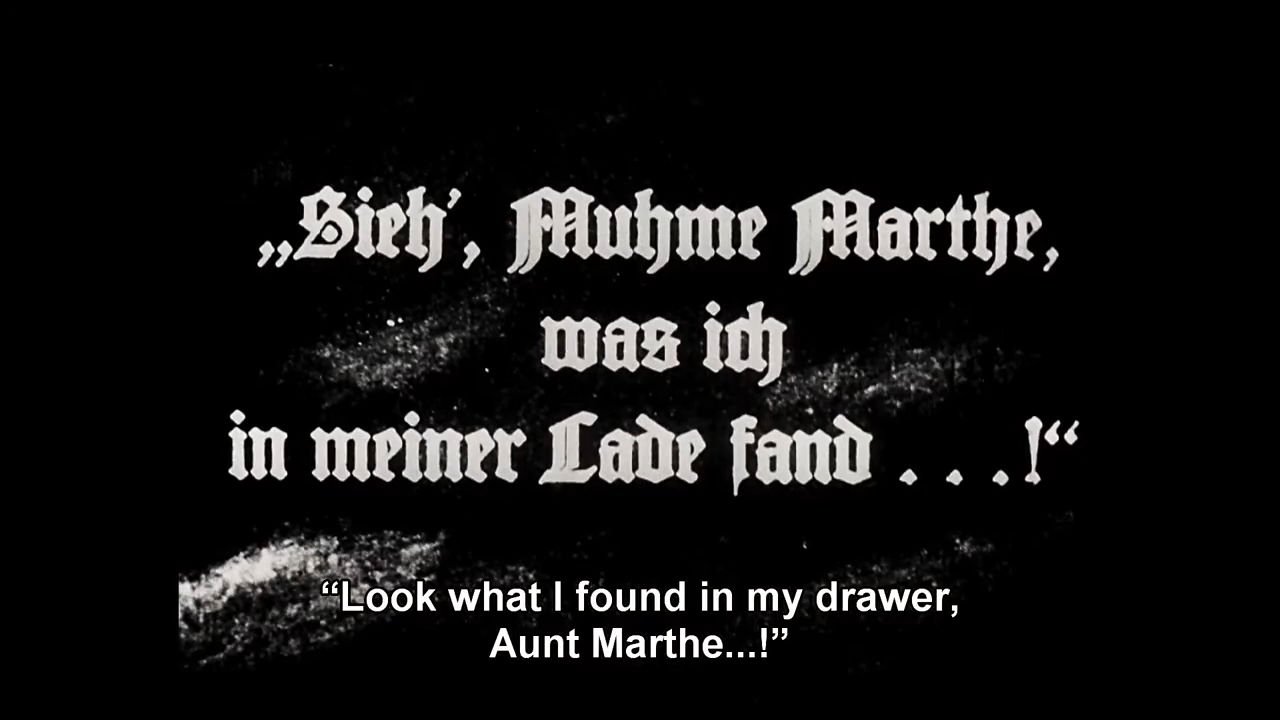 „Sieh’, Muhme Marthe,
was ich
in meiner Lade fand . . .!“
“Look what I found in my drawer,
Aunt Marthe...!”